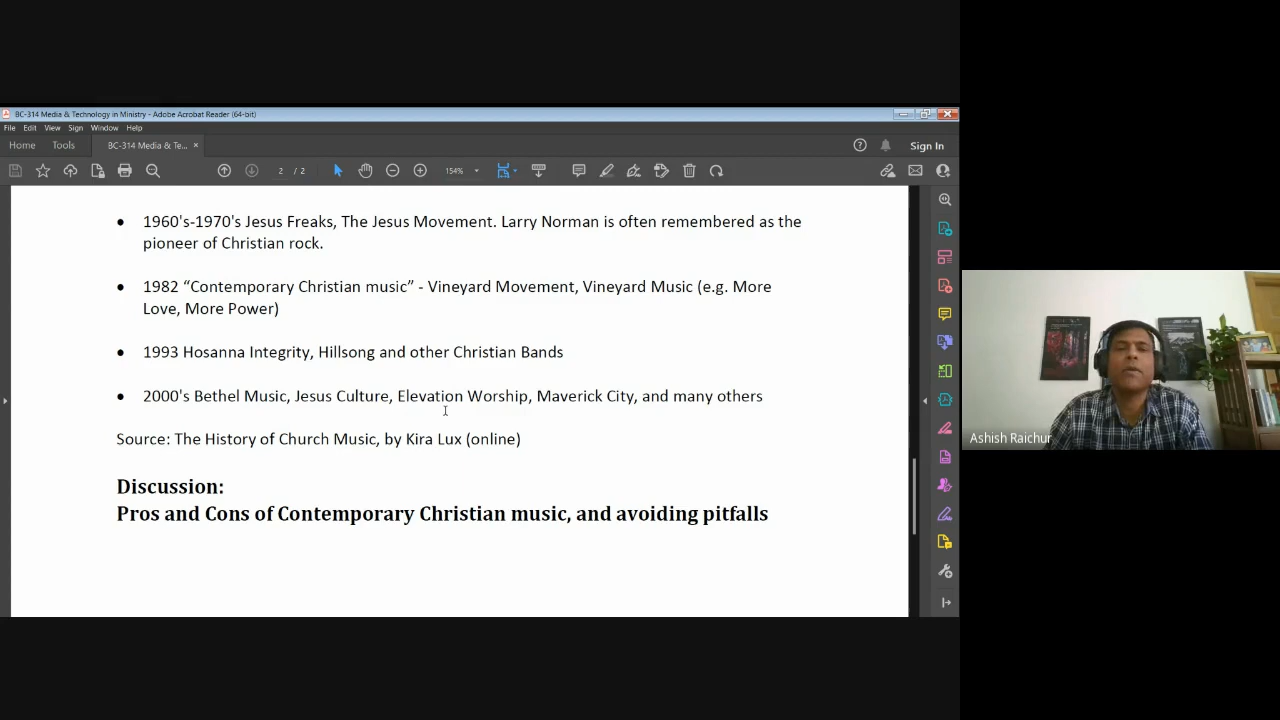 BC-314 Media & Technology in Ministry - Adobe Acrobat Reader (64-bit)
File Edit View Sign Window Help
Home Tools BC-314 Media & Te... × Sign In
2 / 2 154%
• 1960's-1970's Jesus Freaks, The Jesus Movement. Larry Norman is often remembered as the
pioneer of Christian rock.
• 1982 “Contemporary Christian music” - Vineyard Movement, Vineyard Music (e.g. More
Love, More Power)
• 1993 Hosanna Integrity, Hillsong and other Christian Bands
• 2000's Bethel Music, Jesus Culture, Elevation Worship, Maverick City, and many others
Source: The History of Church Music, by Kira Lux (online)
Discussion:
Pros and Cons of Contemporary Christian music, and avoiding pitfalls
Ashish Raichur